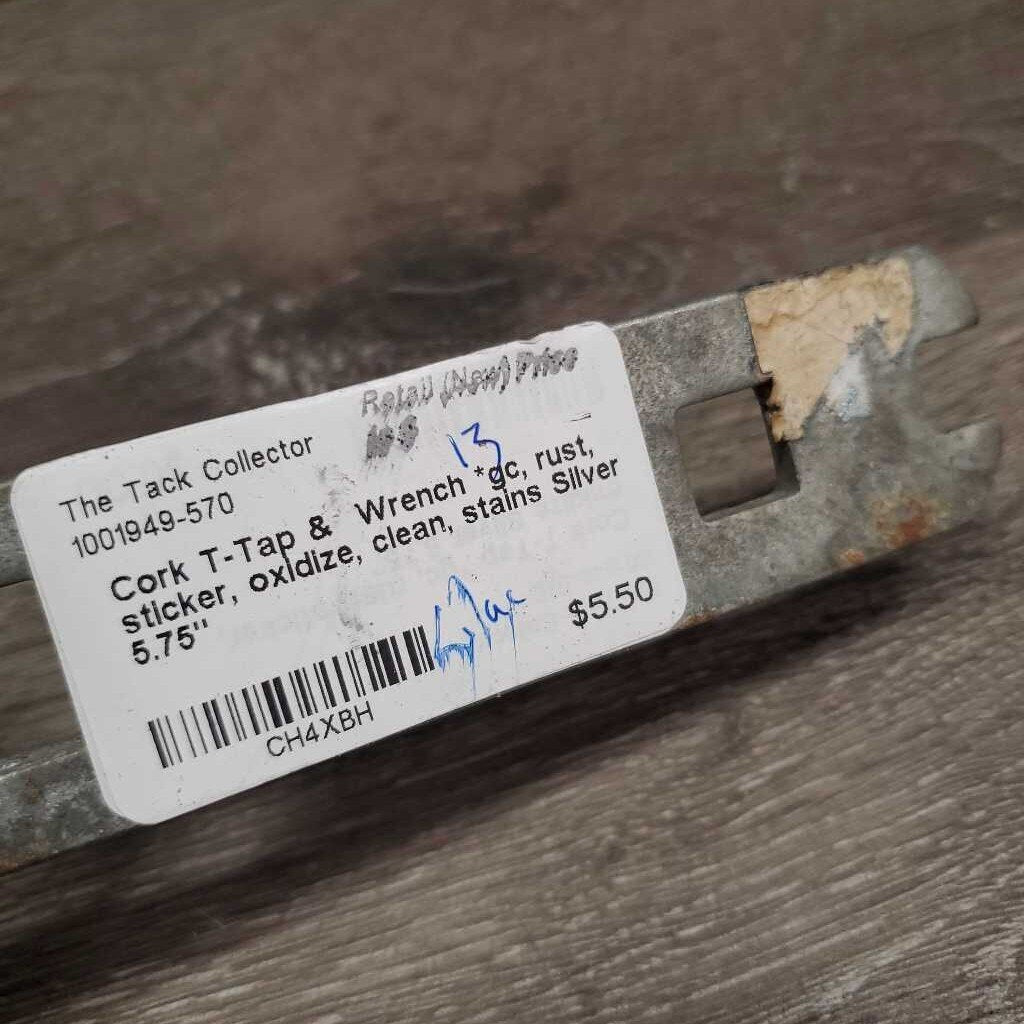 Retail (New) Price
The Tack Collector
1001949-570
13
Cork T-Tap & Wrench *gc, rust,
sticker, oxidize, clean, stains Silver
5.75"
$5.50
CH4XBH